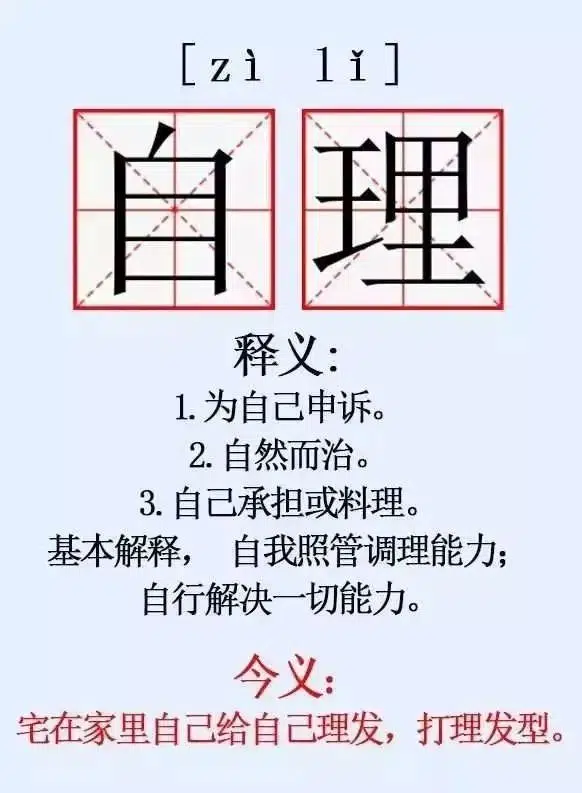 [zì lǐ]
自理
释义：
1.为自己申诉。
2.自然而治。
3.自己承担或料理。
基本解释， 自我照管调理能力；
自行解决一切能力。
今义：
宅在家里自己给自己理发，打理发型。